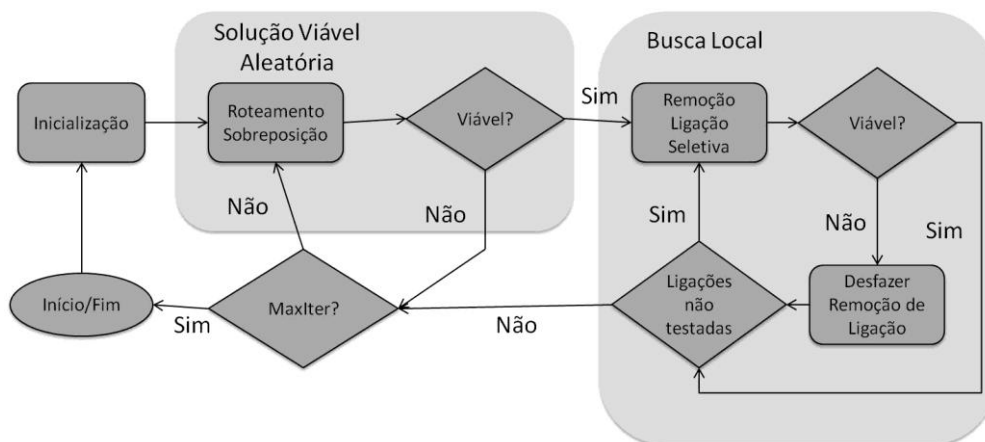 Solução Viável
Aleatória
Busca Local
Inicialização
Roteamento
Sobreposição
Viável?
Sim
Remoção
Ligação
Seletiva
Viável?
Não
Não
Sim
Não
Sim
Início/Fim
Sim
MaxIter?
Não
Ligações
não
testadas
Desfazer
Remoção de
Ligação